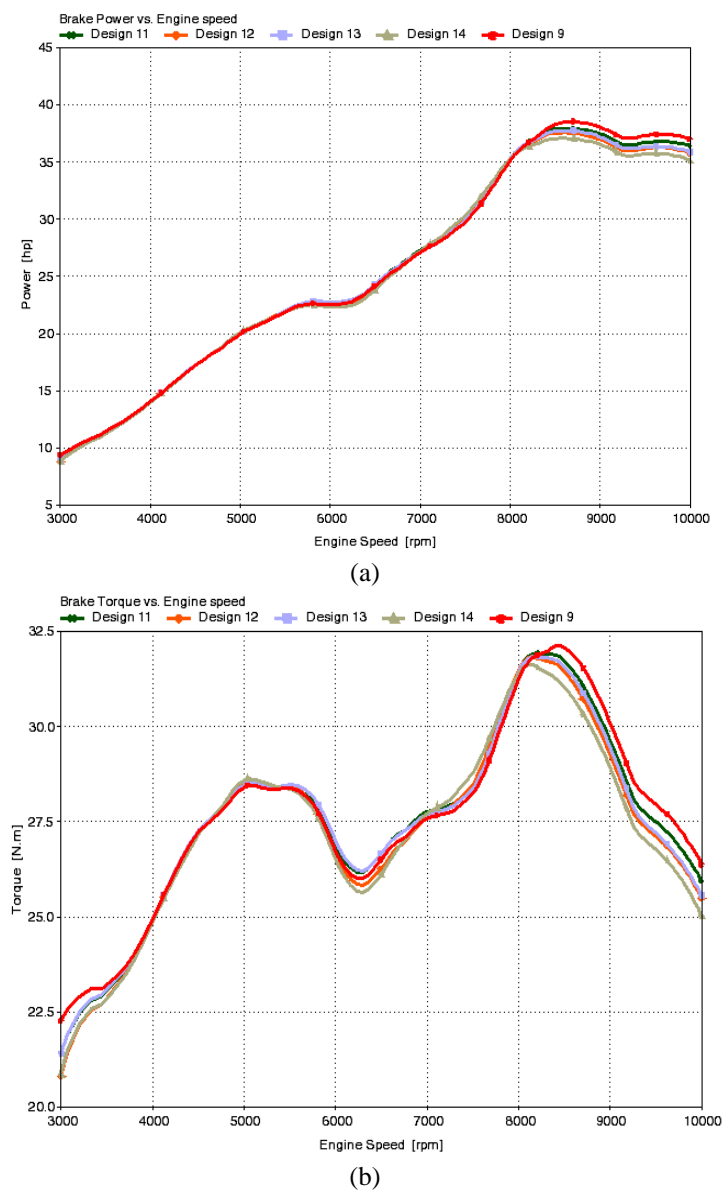 Brake Power vs. Engine speed
Design 11 Design 12 Design 13 Design 14 Design 9
45
40
35
30
25
20
15
10
5
Power [hp]
3000 4000 5000 6000 7000 8000 9000 10000
Engine Speed [rpm]
(a)
Brake Torque vs. Engine speed
Design 11 Design 12 Design 13 Design 14 Design 9
32.5
30.0
27.5
25.0
22.5
20.0
Torque [N.m]
3000 4000 5000 6000 7000 8000 9000 10000
Engine Speed [rpm]
(b)